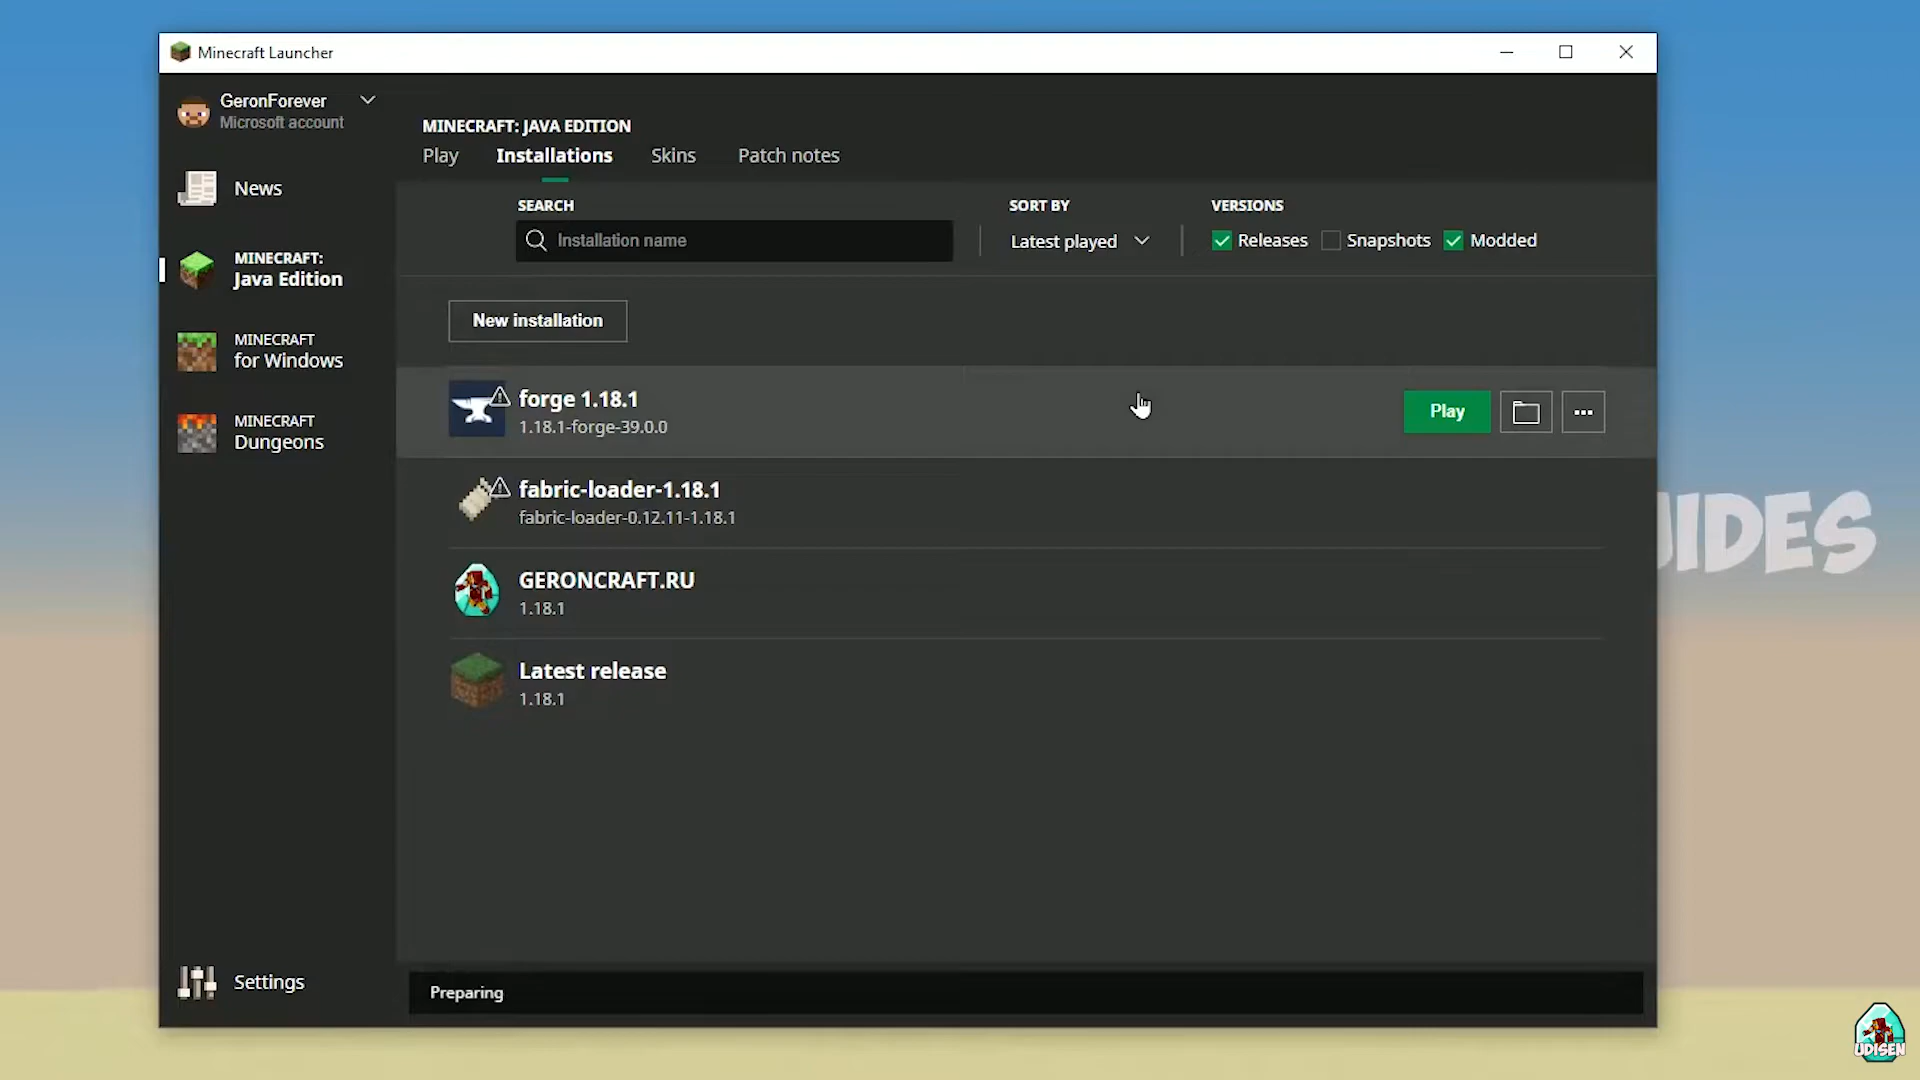 Minecraft Launcher
GeronForever
Microsoft account
News
MINECRAFT:
Java Edition
MINECRAFT
for Windows
MINECRAFT
Dungeons
Settings
MINECRAFT: JAVA EDITION
Play Installations Skins Patch notes
SEARCH SORT BY VERSIONS
Installation name Latest played Releases Snapshots Modded
New installation
forge 1.18.1
1.18.1-forge-39.0.0
Play
fabric-loader-1.18.1
fabric-loader-0.12.11-1.18.1
GERONCRAFT.RU
1.18.1
Latest release
1.18.1
Preparing
UIDES
UDISEN